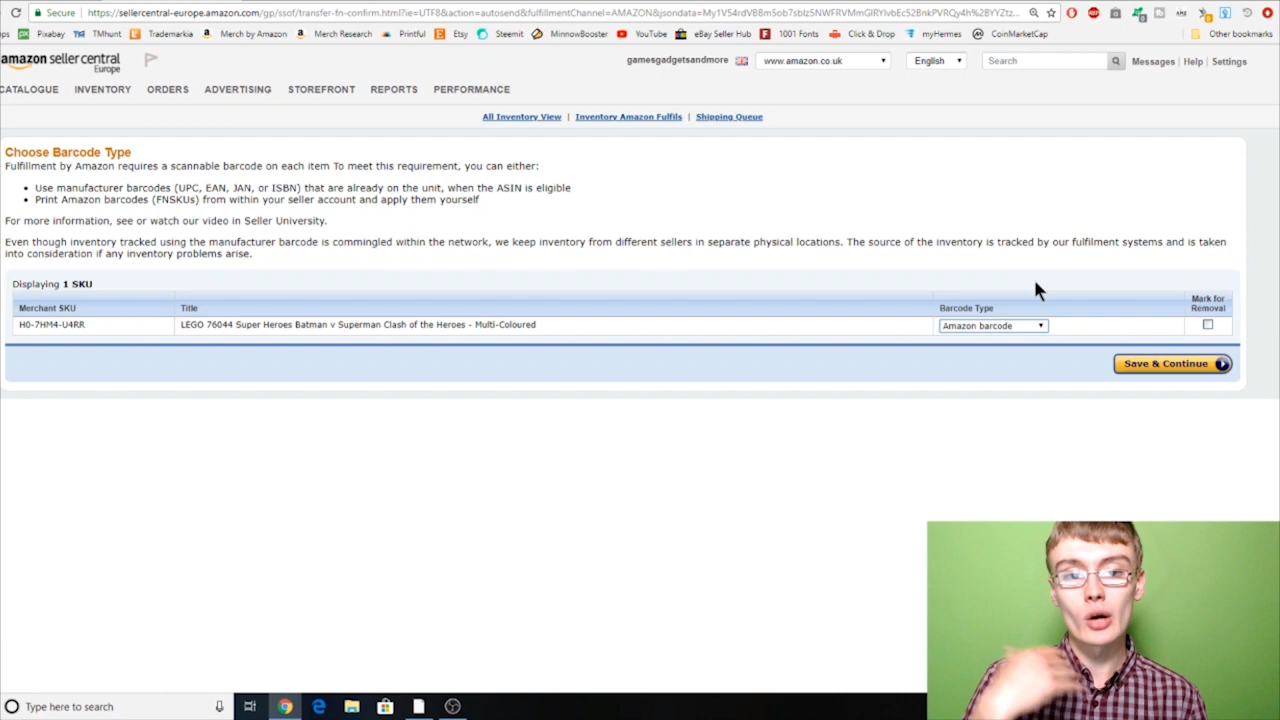 Secure https://sellercentral-europe.amazon.com/gp/ssof/transfer-fn-confirm.html?ie=UTF8&action=autosend&fulfillmentChannel=AMAZON&jsondata=
ps Pixabay TMhunt Trademarkia Merch by Amazon Merch Research Printful Etsy Steemit MinnowBooster YouTube eBay Seller Hub 1001 Fonts Click & Drop myHermes CoinMarketCap Other bookmarks
amazon seller central
Europe
gamesgadgetsandmore www.amazon.co.uk English Search Messages Help Settings
CATALOGUE INVENTORY ORDERS ADVERTISING STOREFRONT REPORTS PERFORMANCE
All Inventory View | Inventory Amazon Fulfils | Shipping Queue
Choose Barcode Type
Fulfillment by Amazon requires a scannable barcode on each item To meet this requirement, you can either:
• Use manufacturer barcodes (UPC, EAN, JAN, or ISBN) that are already on the unit, when the ASIN is eligible
• Print Amazon barcodes (FNSKUs) from within your seller account and apply them yourself
For more information, see or watch our video in Seller University.
Even though inventory tracked using the manufacturer barcode is commingled within the network, we keep inventory from different sellers in separate physical locations. The source of the inventory is tracked by our fulfilment systems and is taken
into consideration if any inventory problems arise.
Displaying 1 SKU
Merchant SKU Title Barcode Type Mark for Removal
H0-7HM4-U4RR LEGO 76044 Super Heroes Batman v Superman Clash of the Heroes - Multi-Coloured Amazon barcode
Save & Continue
Type here to search